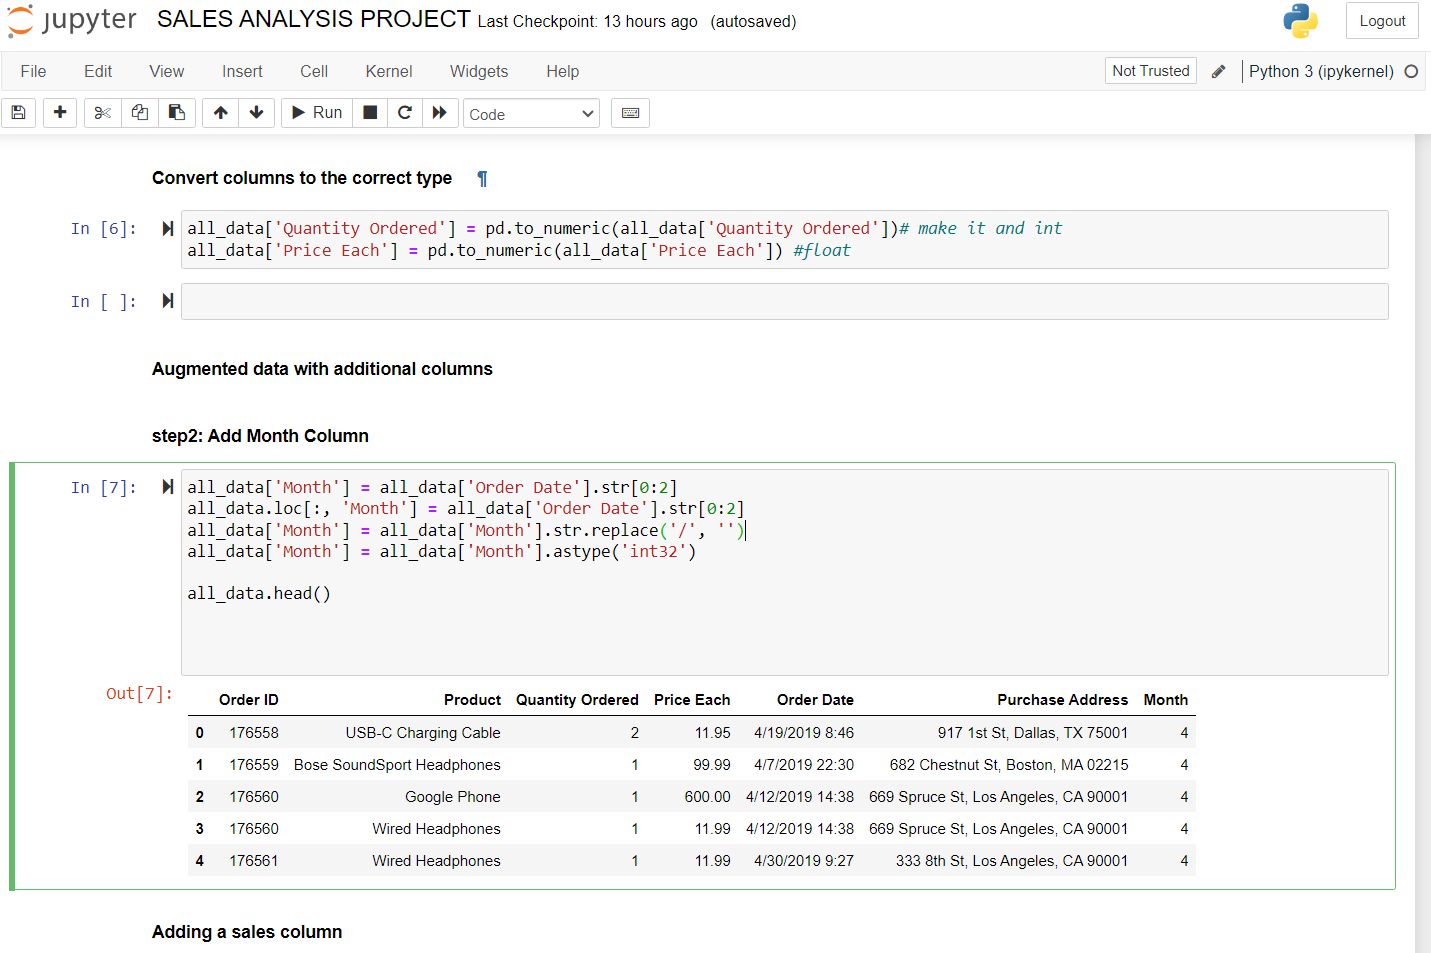 jupyter SALES ANALYSIS PROJECT Last Checkpoint: 13 hours ago (autosaved) Logout
File Edit View Insert Cell Kernel Widgets Help Not Trusted Python 3 (ipykernel)
Run Code
Convert columns to the correct type ¶
In [6]: all_data['Quantity Ordered'] = pd.to_numeric(all_data['Quantity Ordered'])# make it and int
all_data['Price Each'] = pd.to_numeric(all_data['Price Each']) #float
In [ ]:
Augmented data with additional columns
step2: Add Month Column
In [7]: all_data['Month'] = all_data['Order Date'].str[0:2]
all_data.loc[:, 'Month'] = all_data['Order Date'].str[0:2]
all_data['Month'] = all_data['Month'].str.replace('/', '')
all_data['Month'] = all_data['Month'].astype('int32')
all_data.head()
Out[7]:
Order ID Product Quantity Ordered Price Each Order Date Purchase Address Month
0 176558 USB-C Charging Cable 2 11.95 4/19/2019 8:46 917 1st St, Dallas, TX 75001 4
1 176559 Bose SoundSport Headphones 1 99.99 4/7/2019 22:30 682 Chestnut St, Boston, MA 02215 4
2 176560 Google Phone 1 600.00 4/12/2019 14:38 669 Spruce St, Los Angeles, CA 90001 4
3 176560 Wired Headphones 1 11.99 4/12/2019 14:38 669 Spruce St, Los Angeles, CA 90001 4
4 176561 Wired Headphones 1 11.99 4/30/2019 9:27 333 8th St, Los Angeles, CA 90001 4
Adding a sales column